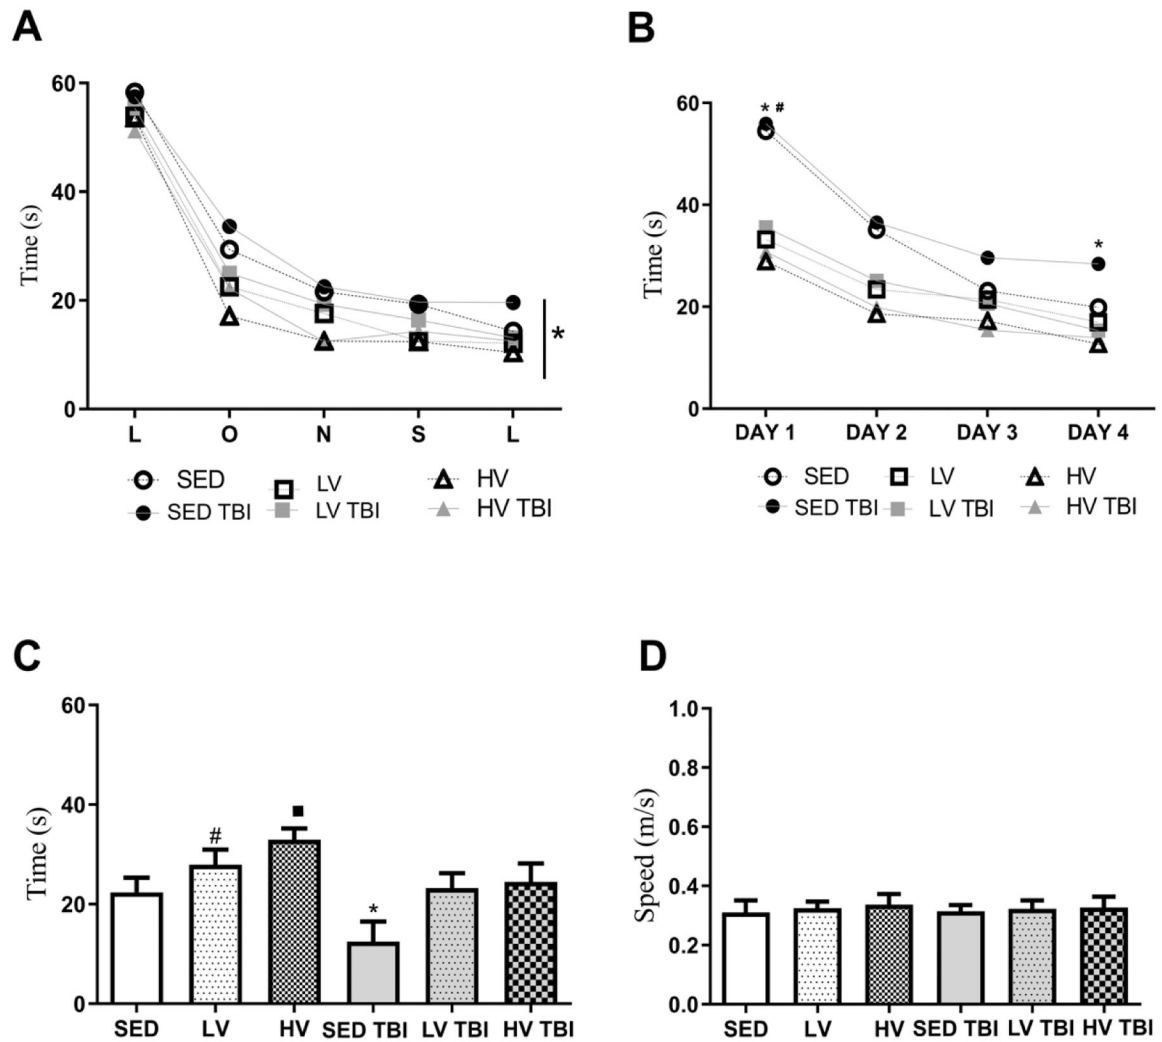 A
B
60
40
20
0
Time (s)
L O N S L
*
SED LV HV
SED TBI LV TBI HV TBI
60
40
20
0
Time (s)
* #
*
DAY 1 DAY 2 DAY 3 DAY 4
SED LV HV
SED TBI LV TBI HV TBI
C
D
60
40
20
0
Time (s)
#
*
SED LV HV SED TBI LV TBI HV TBI
1.0
0.8
0.6
0.4
0.2
0.0
Speed (m/s)
SED LV HV SED TBI LV TBI HV TBI